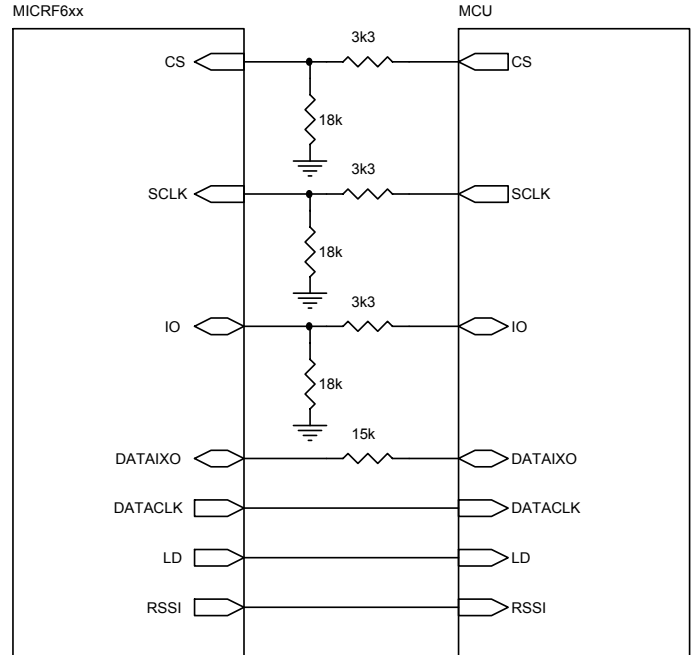 MICRF6xx
MCU
3k3
CS
CS
18k
3k3
SCLK
SCLK
18k
3k3
IO
IO
18k
15k
DATAIXO
DATAIXO
DATACLK
DATACLK
LD
LD
RSSI
RSSI